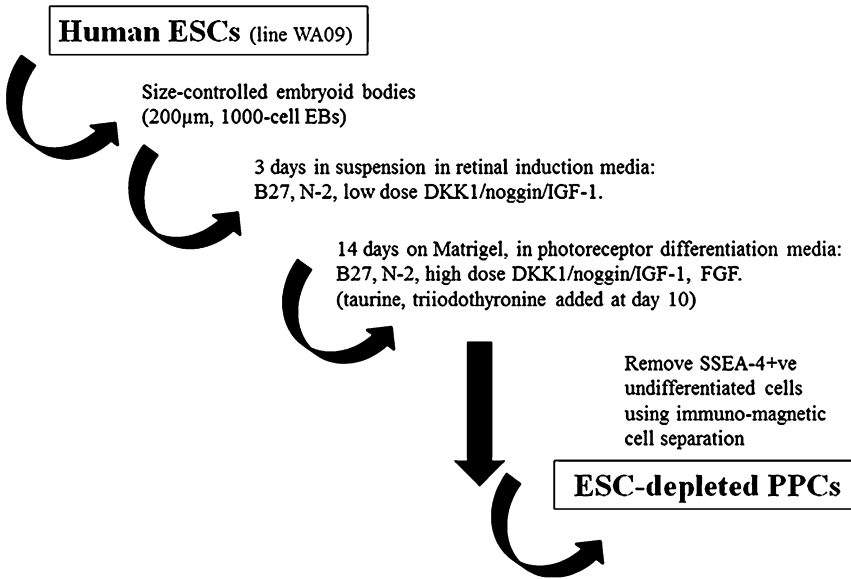 Human ESCs (line WA09)
Size-controlled embryoid bodies
(200µm, 1000-cell EBs)
3 days in suspension in retinal induction media:
B27, N-2, low dose DKK1/noggin/IGF-1.
14 days on Matrigel, in photoreceptor differentiation media:
B27, N-2, high dose DKK1/noggin/IGF-1, FGF.
(taurine, triiodothyronine added at day 10)
Remove SSEA-4+ve
undifferentiated cells
using immuno-magnetic
cell separation
ESC-depleted PPCs